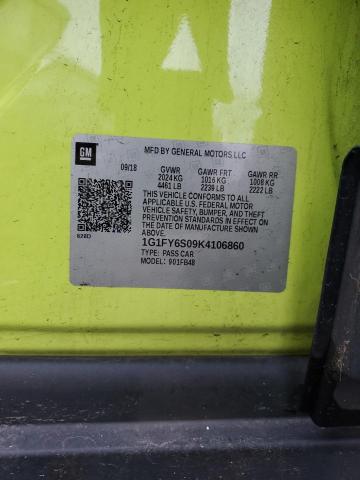 GM
MFD BY GENERAL MOTORS LLC
09/18 GVWR GAWR FRT GAWR RR
2024 KG 1016 KG 1008 KG
4461 LB 2239 LB 2222 LB
THIS VEHICLE CONFORMS TO ALL
APPLICABLE U.S. FEDERAL MOTOR
VEHICLE SAFETY, BUMPER, AND THEFT
PREVENTION STANDARDS IN EFFECT
ON THE DATE OF MANUFACTURE
SHOWN ABOVE.
1G1FY6S09K4106860
TYPE: PASS CAR
MODEL: 901FB48